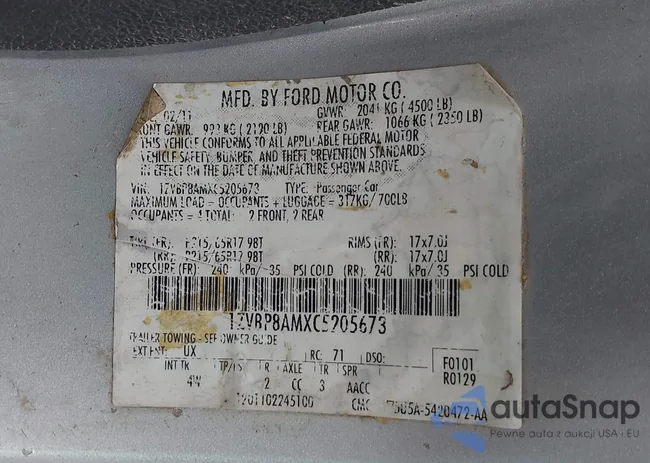 MFD. BY FORD MOTOR CO.
02/11 GVWR: 2041 KG ( 4500 LB)
FRONT GAWR: 993 KG ( 2190 LB) REAR GAWR: 1066 KG ( 2350 LB)
THIS VEHICLE CONFORMS TO ALL APPLICABLE FEDERAL MOTOR
VEHICLE SAFETY, BUMPER, AND THEFT PREVENTION STANDARDS
IN EFFECT ON THE DATE OF MANUFACTURE SHOWN ABOVE.
VIN: 1ZVBP8AMXC5205673 TYPE: Passenger Car
MAXIMUM LOAD = OCCUPANTS + LUGGAGE = 317KG/700LB
OCCUPANTS = 4 TOTAL: 2 FRONT, 2 REAR
TIRE (FR): P215/65R17 98T RIMS (FR): 17x7.0J
(RR): P215/65R17 98T (RR): 17x7.0J
PRESSURE (FR): 240 kPa/ 35 PSI COLD (RR): 240 kPa/ 35 PSI COLD
1ZVBP8AMXC5205673
TRAILER TOWING - SEE OWNER GUIDE
EXT PNT: UX RC: 71 DSO: F0101
INT TR TP/PS R AXLE TR SPR R0129
4W 2 CC 3 AACC
1201102245100 CMC 75U5A-5420472-AA
autaSnap
Pewne auta z aukcji USA · EU